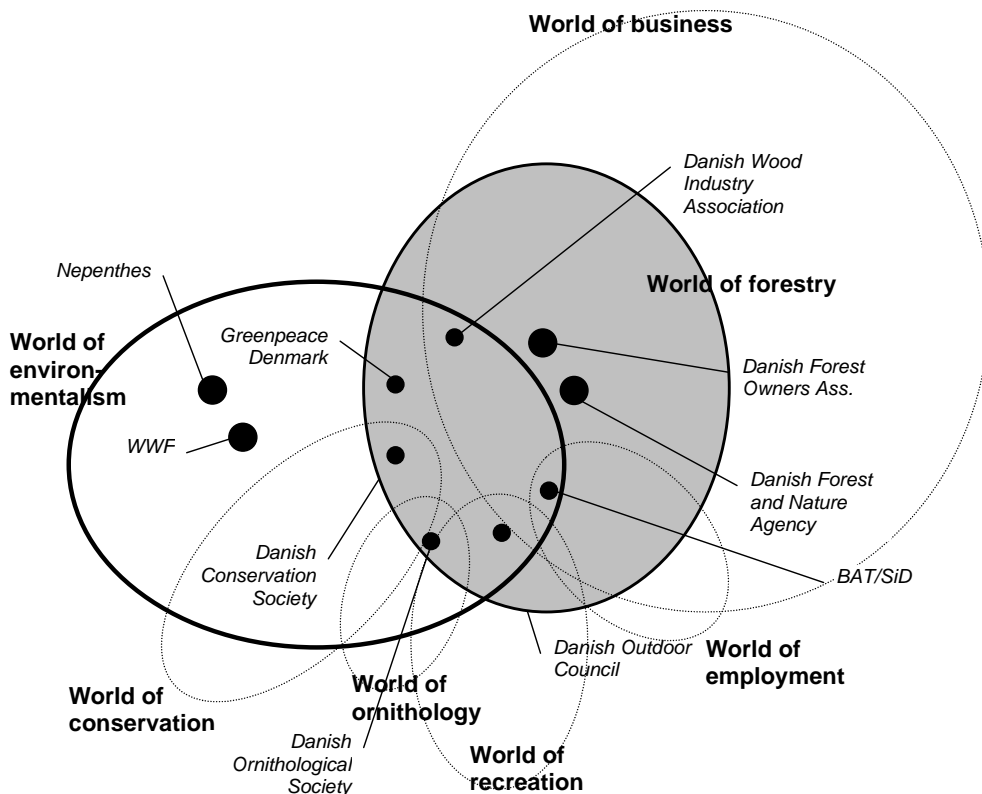 World of business
Danish Wood
Industry
Association
Nepenthes
World of forestry
Greenpeace
Denmark
World of
environ-
mentalism
Danish Forest
Owners Ass.
WWF
Danish Forest
and Nature
Agency
Danish
Conservation
Society
BAT/SiD
Danish Outdoor
Council
World of
employment
World of
conservation
World of
ornithology
Danish
Ornithological
Society
World of
recreation